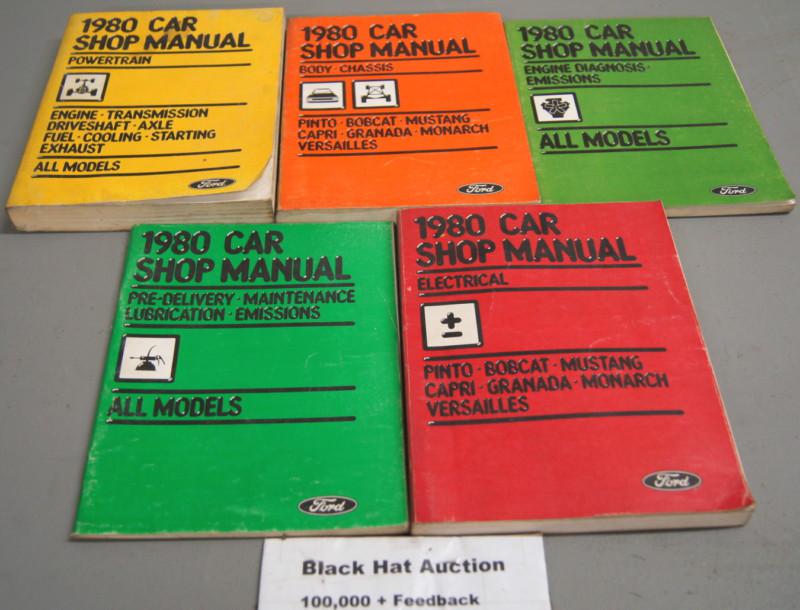 1980 CAR
SHOP MANUAL
POWERTRAIN
ENGINE · TRANSMISSION
DRIVESHAFT · AXLE
FUEL · COOLING · STARTING
EXHAUST
ALL MODELS
Ford
1980 CAR
SHOP MANUAL
BODY · CHASSIS
PINTO · BOBCAT · MUSTANG
CAPRI · GRANADA · MONARCH
VERSAILLES
Ford
1980 CAR
SHOP MANUAL
ENGINE DIAGNOSIS ·
EMISSIONS
ALL MODELS
Ford
1980 CAR
SHOP MANUAL
PRE-DELIVERY · MAINTENANCE
LUBRICATION · EMISSIONS
ALL MODELS
Ford
1980 CAR
SHOP MANUAL
ELECTRICAL
PINTO · BOBCAT · MUSTANG
CAPRI · GRANADA · MONARCH
VERSAILLES
Ford
Black Hat Auction
100,000 + Feedback